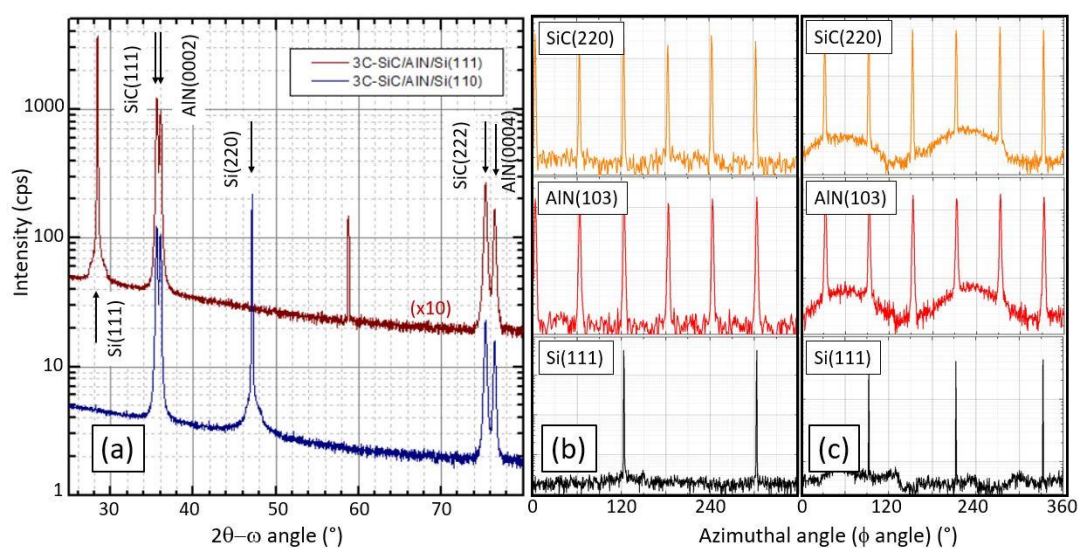 3C-SiC/AlN/Si(111)
3C-SiC/AlN/Si(110)
SiC(111)
AlN(0002)
Si(220)
SiC(222)
AlN(0004)
Si(111)
(x10)
(a)
Intensity (cps)
1000
100
10
1
30
40
50
60
70
2θ–ω angle (°)
SiC(220)
AlN(103)
Si(111)
(b)
0
120
240
SiC(220)
AlN(103)
Si(111)
(c)
0
120
240
360
Azimuthal angle (ϕ angle) (°)